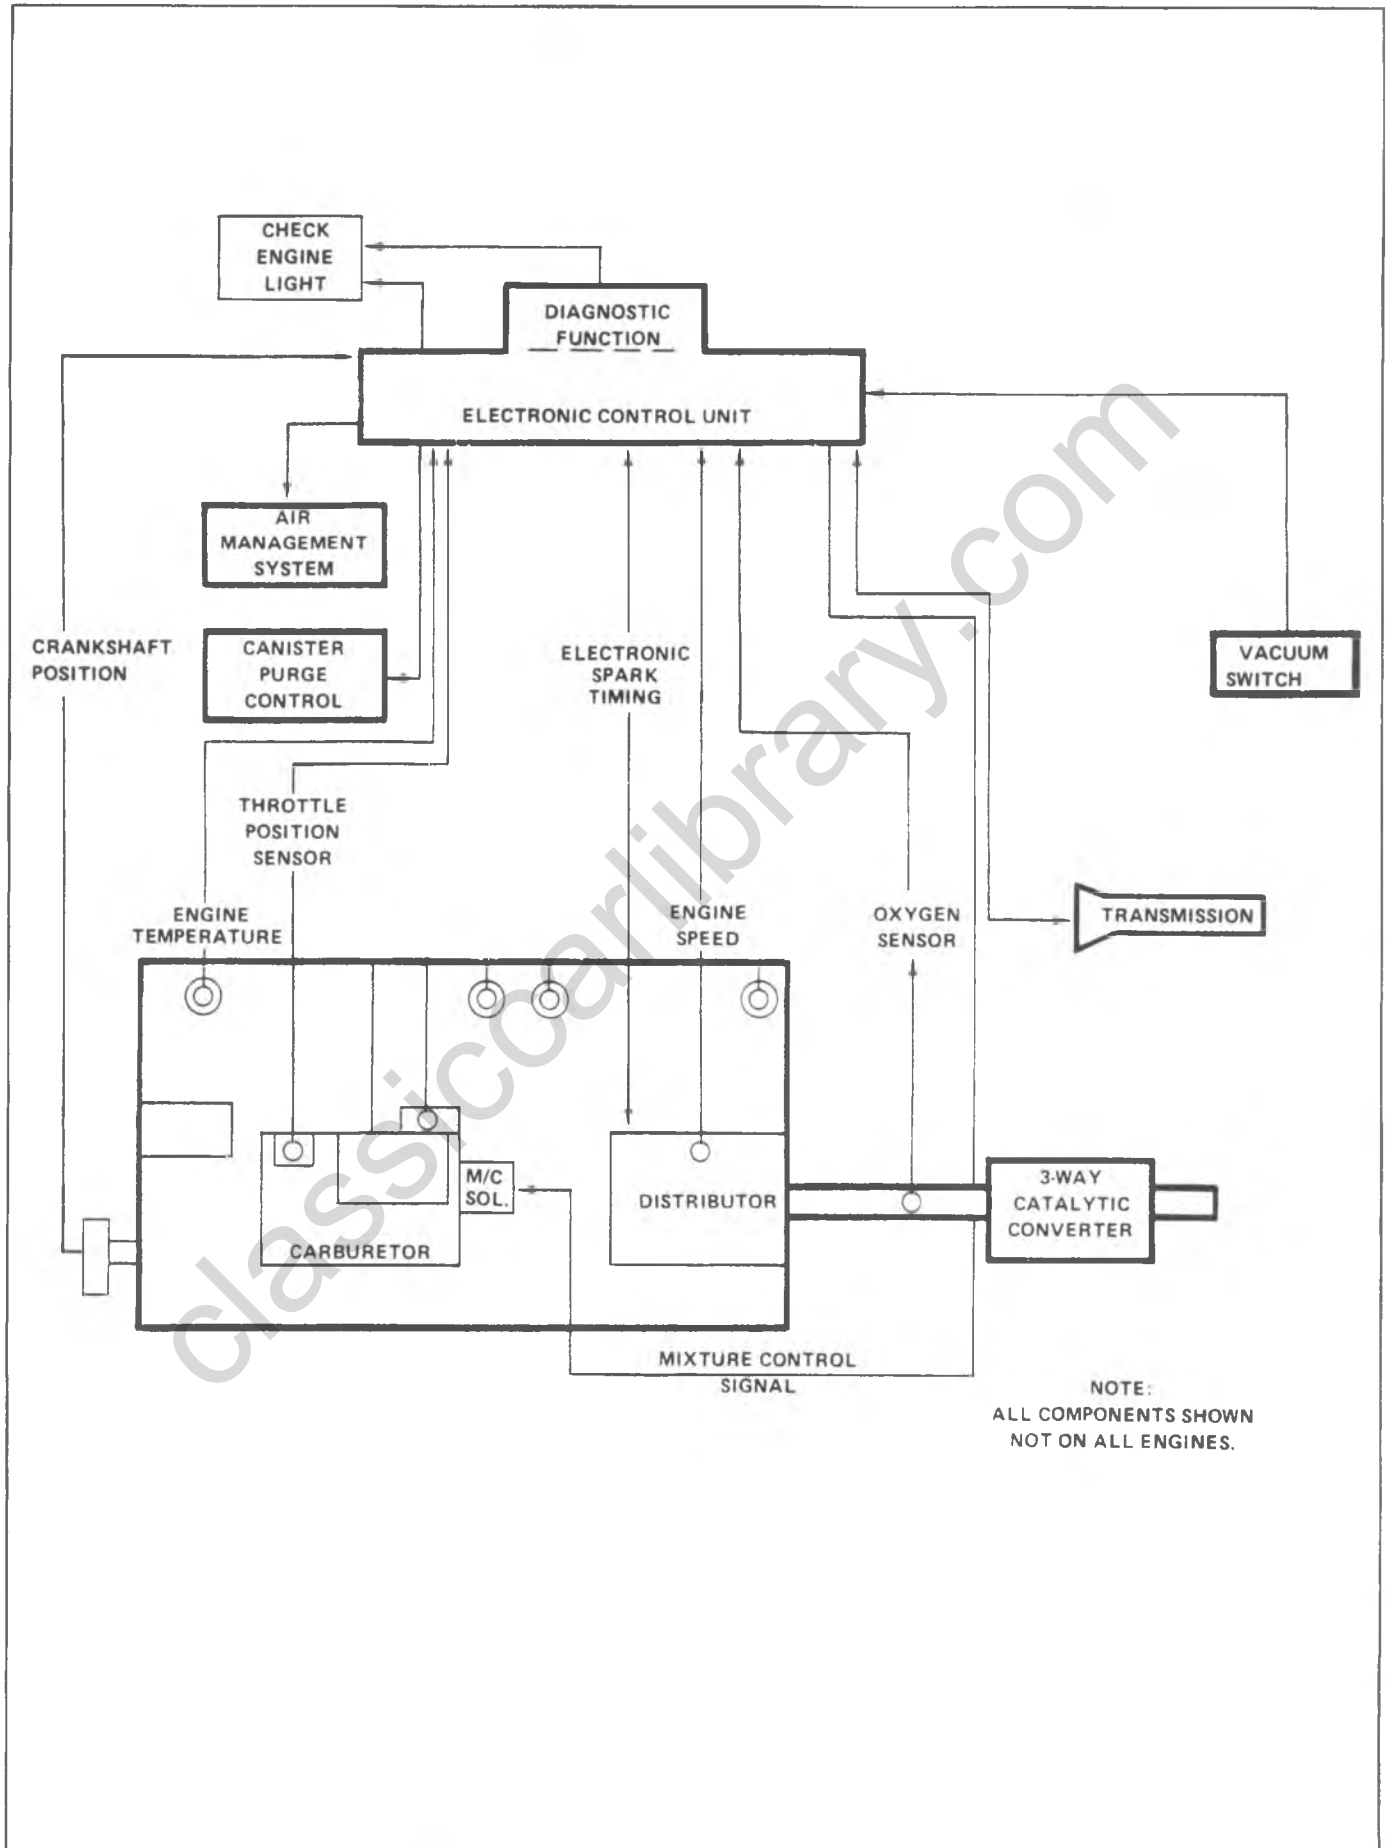 CHECK
ENGINE
LIGHT
DIAGNOSTIC
FUNCTION
ELECTRONIC CONTROL UNIT
AIR
MANAGEMENT
SYSTEM
CRANKSHAFT
POSITION
CANISTER
PURGE
CONTROL
ELECTRONIC
SPARK
TIMING
VACUUM
SWITCH
THROTTLE
POSITION
SENSOR
ENGINE
TEMPERATURE
ENGINE
SPEED
OXYGEN
SENSOR
TRANSMISSION
M/C
SOL.
CARBURETOR
DISTRIBUTOR
3-WAY
CATALYTIC
CONVERTER
MIXTURE CONTROL
SIGNAL
NOTE:
ALL COMPONENTS SHOWN
NOT ON ALL ENGINES.
classiccarlibrary.com